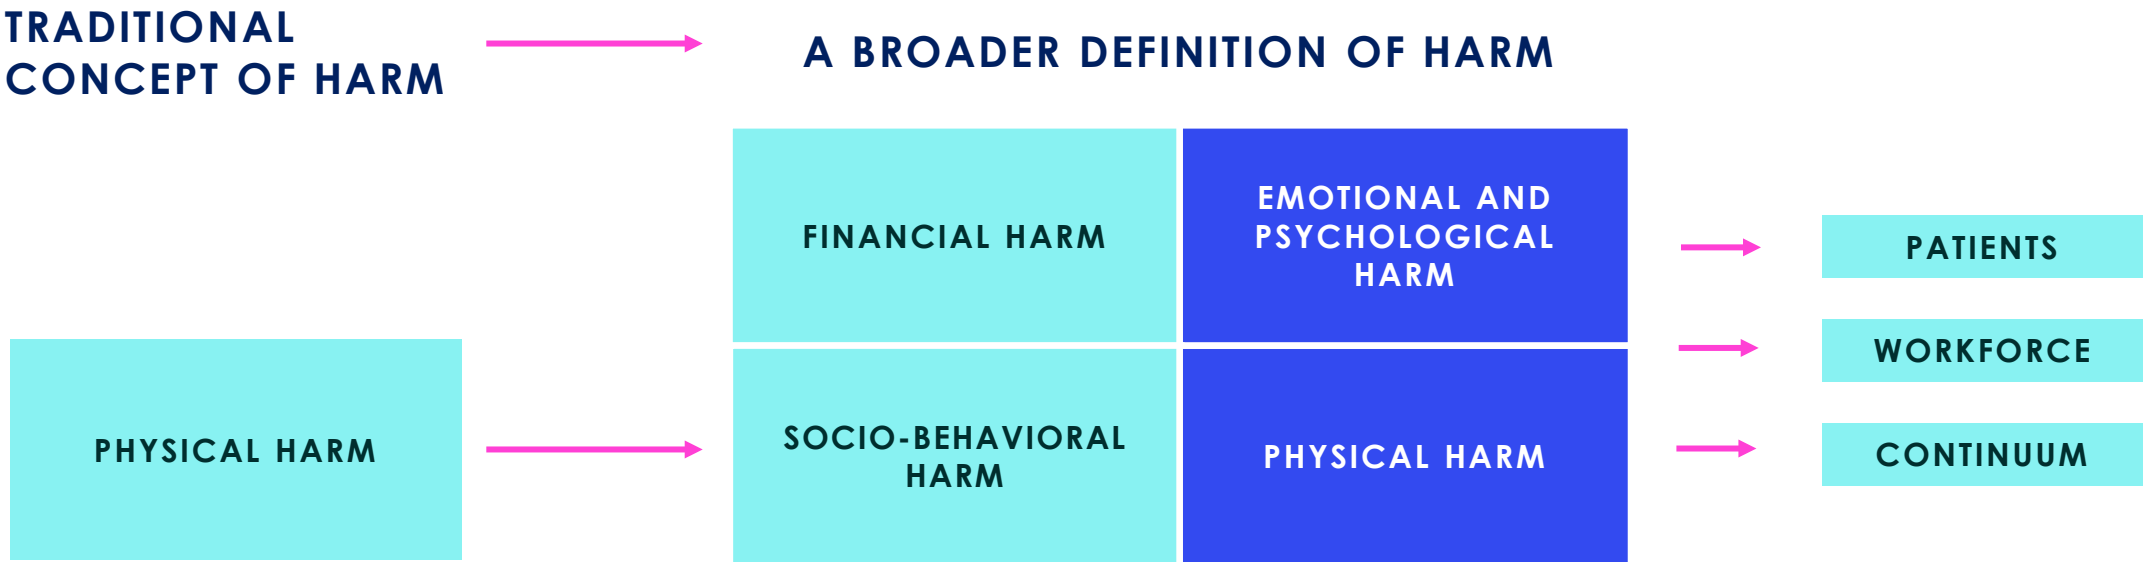 TRADITIONAL
CONCEPT OF HARM
A BROADER DEFINITION OF HARM
PHYSICAL HARM
FINANCIAL HARM
EMOTIONAL AND
PSYCHOLOGICAL
HARM
SOCIO-BEHAVIORAL
HARM
PHYSICAL HARM
PATIENTS
WORKFORCE
CONTINUUM